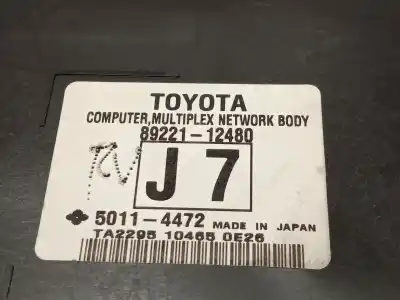 TOYOTA
COMPUTER,MULTIPLEX NETWORK BODY
89221-12480
J 7
5011-4472 MADE IN JAPAN
TA2295 10465 0E26